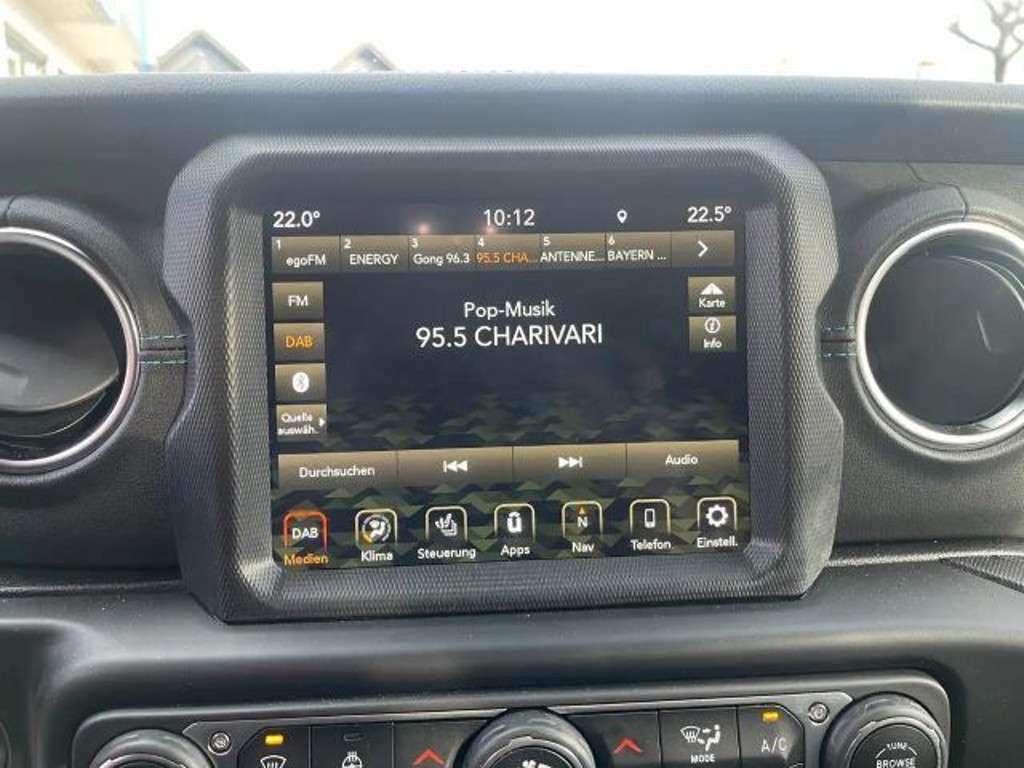 22.0° 10:12 22.5°
1 egoFM 2 ENERGY 3 Gong 96.3 4 95.5 CHA... 5 ANTENNE... 6 BAYERN ...
FM
DAB
Quelle
auswäh.
Pop-Musik
95.5 CHARIVARI
Karte
Info
Durchsuchen Audio
DAB N
Medien Klima Steuerung Apps Nav Telefon Einstell.
MODE A/C
TUNE
BROWSE